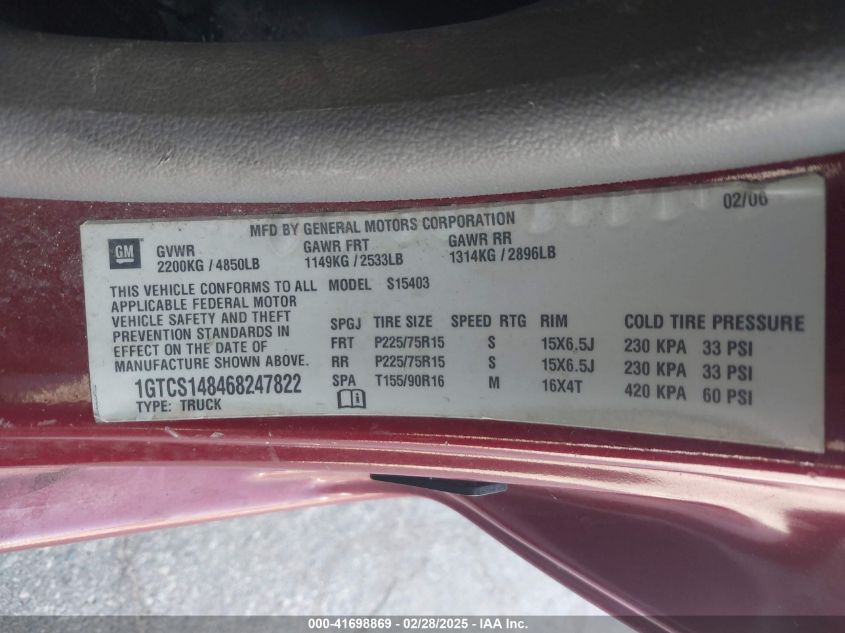 02/06
MFD BY GENERAL MOTORS CORPORATION
GM
GVWR GAWR FRT GAWR RR
2200KG / 4850LB 1149KG / 2533LB 1314KG / 2896LB
THIS VEHICLE CONFORMS TO ALL MODEL S15403
APPLICABLE FEDERAL MOTOR
VEHICLE SAFETY AND THEFT
PREVENTION STANDARDS IN
EFFECT ON THE DATE OF
MANUFACTURE SHOWN ABOVE.
1GTCS148468247822
TYPE: TRUCK
SPGJ TIRE SIZE SPEED RTG RIM COLD TIRE PRESSURE
FRT P225/75R15 S 15X6.5J 230 KPA 33 PSI
RR P225/75R15 S 15X6.5J 230 KPA 33 PSI
SPA T155/90R16 M 16X4T 420 KPA 60 PSI
000-41698869 - 02/28/2025 - IAA Inc.